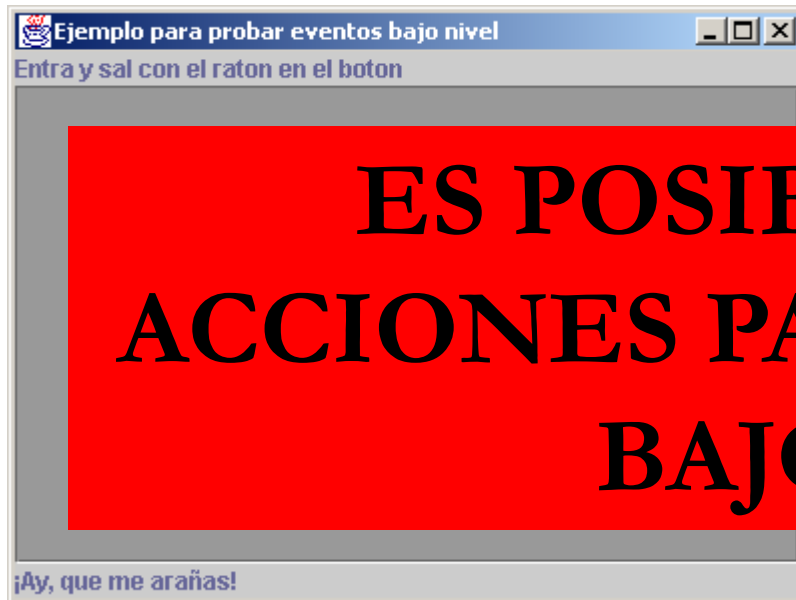 Ejemplo para probar eventos bajo nivel
Entra y sal con el raton en el boton
ES POSIB
ACCIONES PA
BAJO
¡Ay, que me arañas!